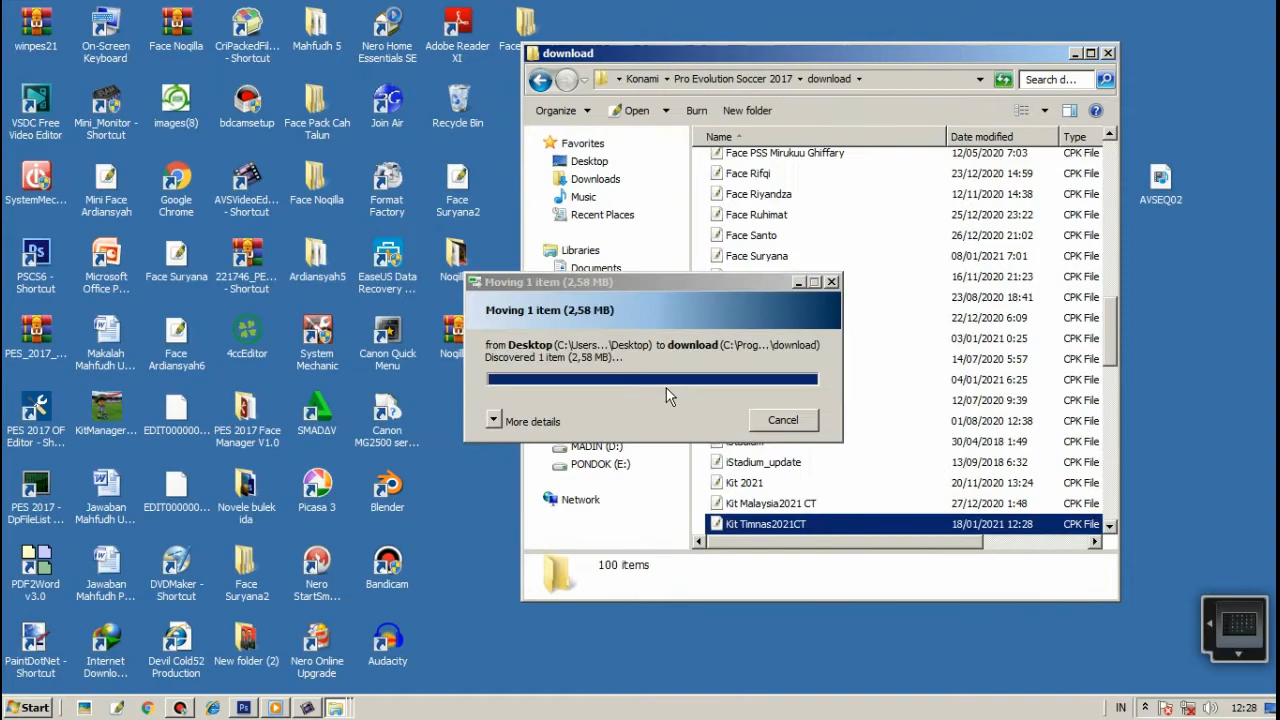 winpes21
On-Screen
Keyboard
Face Noqilla
CriPackedFil...
- Shortcut
Mahfudh 5
Nero Home
Essentials SE
Adobe Reader
XI
VSDC Free
Video Editor
Mini_Monitor -
Shortcut
images(8)
bdcamsetup
Face Pack Cah
Talun
Join Air
Recycle Bin
SystemMec...
Mini Face
Ardiansyah
Google
Chrome
AVSVideoEd...
- Shortcut
Face Noqilla
Format
Factory
Face
Suryana2
PSCS6 -
Shortcut
Microsoft
Office P...
Face Suryana
221746_PE...
- Shortcut
Ardiansyah5
EaseUS Data
Recovery ...
PES_2017_...
Makalah
Mahfudh U...
Face
Ardiansyah6
4ccEditor
System
Mechanic
Canon Quick
Menu
PES 2017 OF
Editor - Sh...
KitManager...
EDIT000000...
PES 2017 Face
Manager V1.0
SMADΔV
Canon
MG2500 ser...
PES 2017 -
DpFileList ...
Jawaban
Mahfudh U...
EDIT000000...
Novele bulek
ida
Picasa 3
Blender
PDF2Word
v3.0
Jawaban
Mahfudh P...
DVDMaker -
Shortcut
Face
Suryana2
Nero
StartSm...
Bandicam
PaintDotNet -
Shortcut
Internet
Downlo...
Devil Cold52
Production
New folder (2)
Nero Online
Upgrade
Audacity
AVSEQ02
download
Konami
Pro Evolution Soccer 2017
download
Search d...
Organize
Open
Burn
New folder
Favorites
Desktop
Downloads
Music
Recent Places
Libraries
Documents
MADIN (D:)
PONDOK (E:)
Network
Name
Date modified
Type
Face PSS Mirukuu Ghiffary 12/05/2020 7:03 CPK File
Face Rifqi 23/12/2020 14:59 CPK File
Face Riyandza 12/11/2020 14:38 CPK File
Face Ruhimat 25/12/2020 23:22 CPK File
Face Santo 26/12/2020 21:02 CPK File
Face Suryana 08/01/2021 7:01 CPK File
16/11/2020 21:23 CPK File
23/08/2020 18:41 CPK File
22/12/2020 6:09 CPK File
CPK File
14/07/2020 5:57 CPK File
04/01/2021 6:25 CPK File
12/07/2020 9:39 CPK File
01/08/2021 12:38 CPK File
30/04/2018 1:49 CPK File
iStadium_update 13/09/2018 6:32 CPK File
Kit 2021 20/11/2020 13:24 CPK File
Kit Malaysia2021 CT 27/12/2020 1:48 CPK File
Kit Timnas2021CT 18/01/2021 12:28 CPK File
100 items
Moving 1 item (2,58 MB)
Moving 1 item (2,58 MB)
from Desktop (C:\Users...\Desktop) to download (C:\Prog...\download)
Discovered 1 item (2,58 MB)...
More details
Cancel
Start
IN
12:28